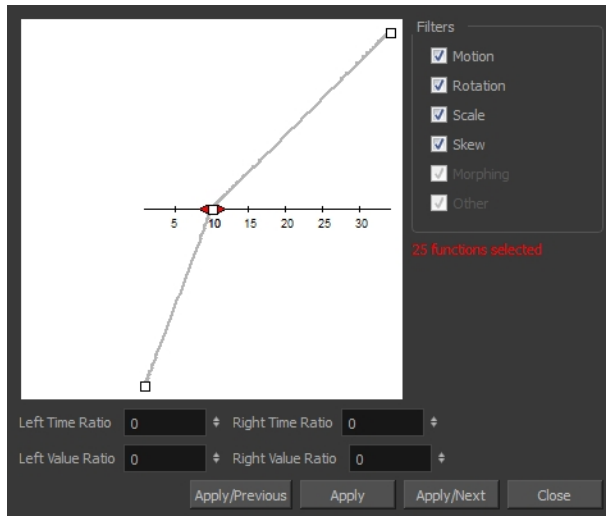 Filters
Motion
Rotation
Scale
Skew
Morphing
Other
5 10 15 20 25 30
25 functions selected
Left Time Ratio 0 Right Time Ratio 0
Left Value Ratio 0 Right Value Ratio 0
Apply/Previous Apply Apply/Next Close